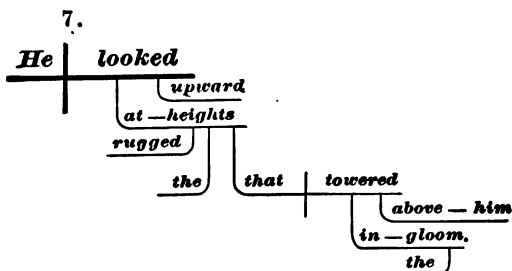 7.
He looked
upward
at — heights
rugged
the that towered
above — him
in — gloom.
the